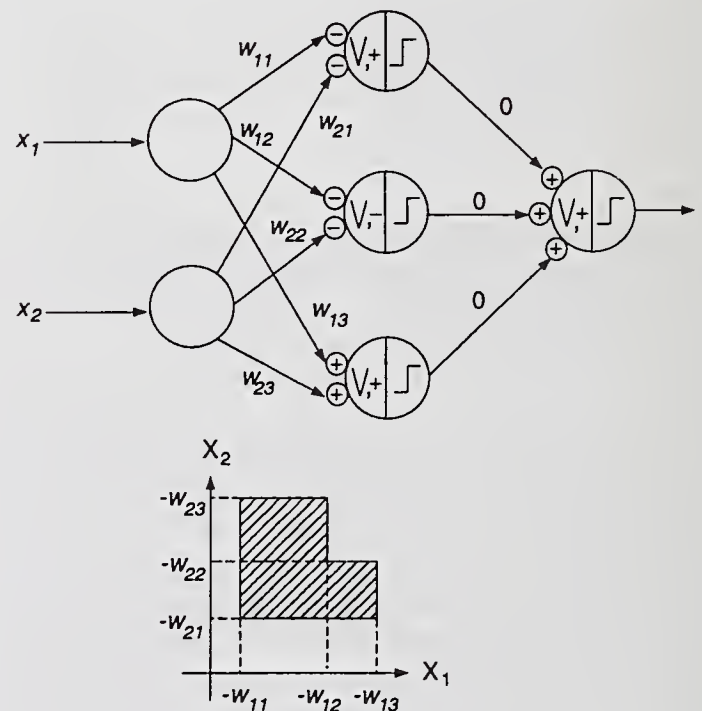 w11
− V,+
−
w21
x1
w12
0
−
−
V,−
0
+
+
+
V,+
w22
x2
w13
0
w23
+
+
V,+
X2
-w23
-w22
-w21
X1
-w11 -w12 -w13